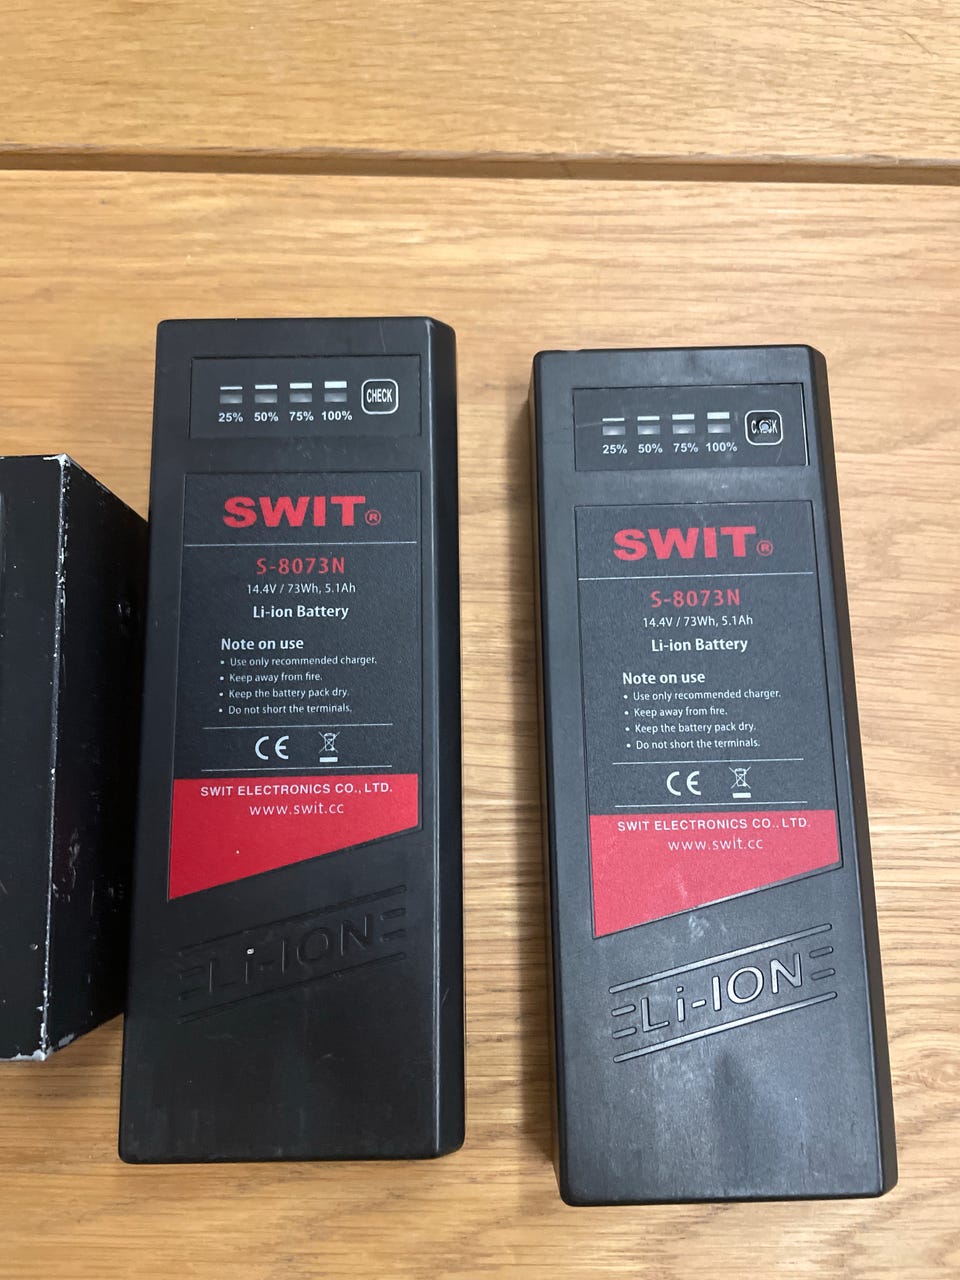 25% 50% 75% 100% CHECK
SWIT®
S-8073N
14.4V / 73Wh, 5.1Ah
Li-ion Battery
Note on use
• Use only recommended charger.
• Keep away from fire.
• Keep the battery pack dry.
• Do not short the terminals.
CE
SWIT ELECTRONICS CO., LTD.
www.swit.cc
Li-ION
25% 50% 75% 100%
SWIT®
S-8073N
14.4V / 73Wh, 5.1Ah
Li-ion Battery
Note on use
• Use only recommended charger.
• Keep away from fire.
• Keep the battery pack dry.
• Do not short the terminals.
CE
SWIT ELECTRONICS CO., LTD.
www.swit.cc
Li-ION